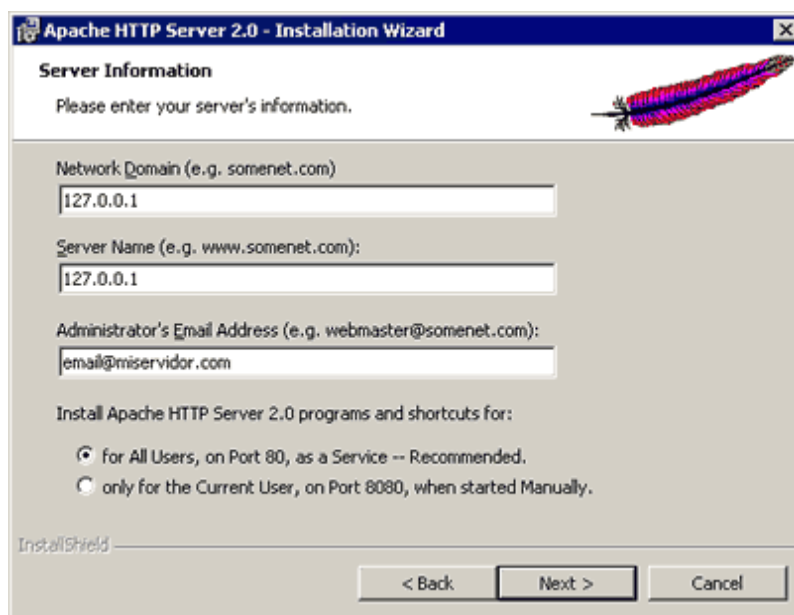 Apache HTTP Server 2.0 - Installation Wizard
Server Information
Please enter your server's information.
Network Domain (e.g. somenet.com)
127.0.0.1
Server Name (e.g. www.somenet.com):
127.0.0.1
Administrator's Email Address (e.g. webmaster@somenet.com):
email@miservidor.com
Install Apache HTTP Server 2.0 programs and shortcuts for:
for All Users, on Port 80, as a Service -- Recommended.
only for the Current User, on Port 8080, when started Manually.
InstallShield
< Back Next > Cancel